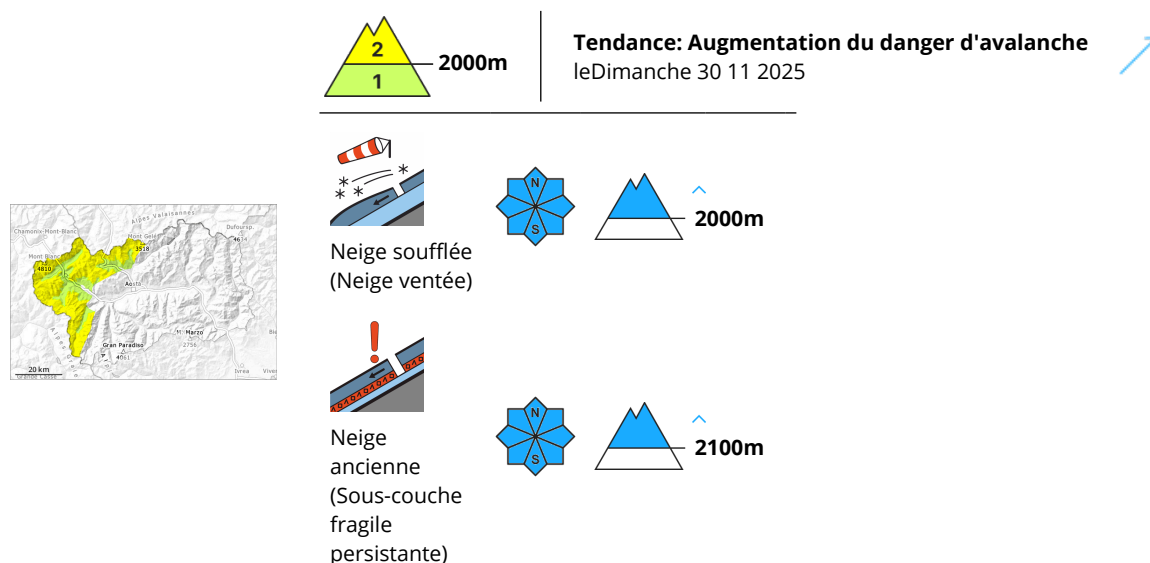 2
1
2000m
Tendance: Augmentation du danger d'avalanche
leDimanche 30 11 2025
Neige soufflée
(Neige ventée)
N
S
2000m
Alpes Valaisannes
Chamonix-Mont-Blanc
Dufoursp.
4634
Mont Gelé
3518
Mont Blanc
4810
Aosta
M. Marzo
2756
Gran Paradiso
4061
Ivrea
20 km
Grande Casse
Neige
ancienne
(Sous-couche
fragile
persistante)
N
S
2100m